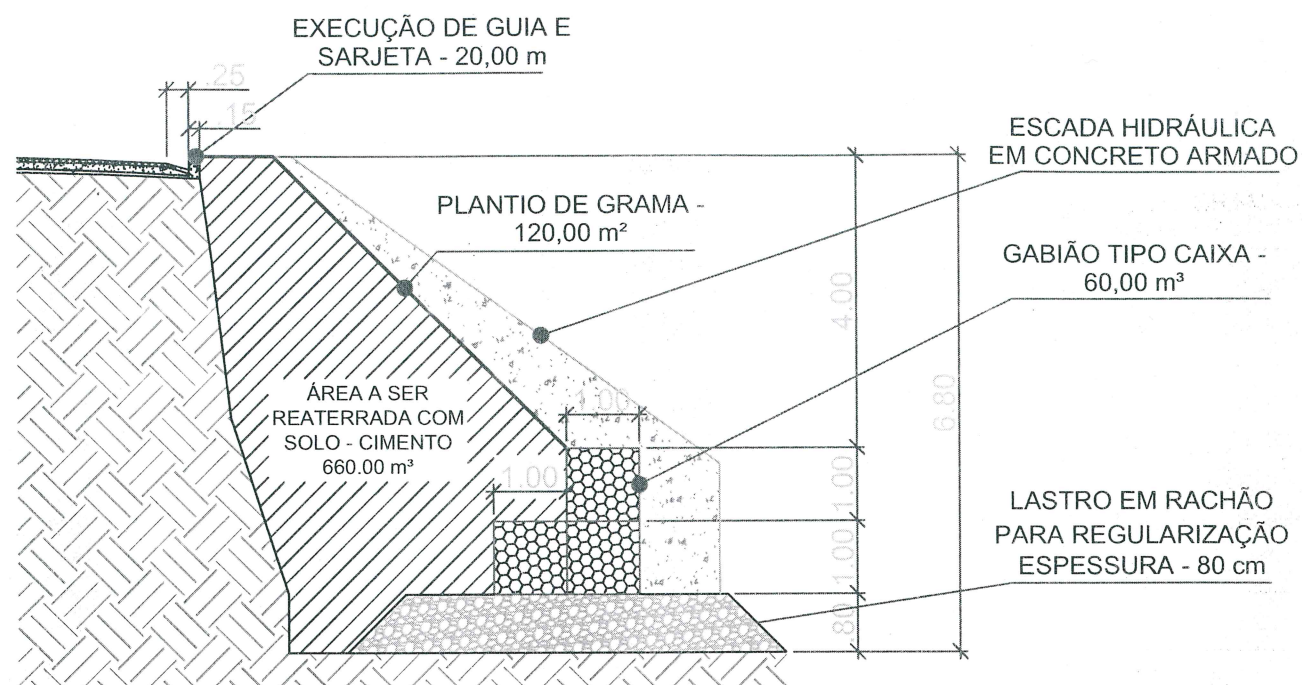 EXECUÇÃO DE GUIA E
SARJETA - 20,00 m
.25
.15
ESCADA HIDRÁULICA
EM CONCRETO ARMADO
PLANTIO DE GRAMA -
120,00 m²
GABIÃO TIPO CAIXA -
60,00 m³
4.00
6.80
ÁREA A SER
REATERRADA COM
SOLO - CIMENTO
660.00 m³
1.00
1.00
1.00
1.00
.80
LASTRO EM RACHÃO
PARA REGULARIZAÇÃO
ESPESSURA - 80 cm